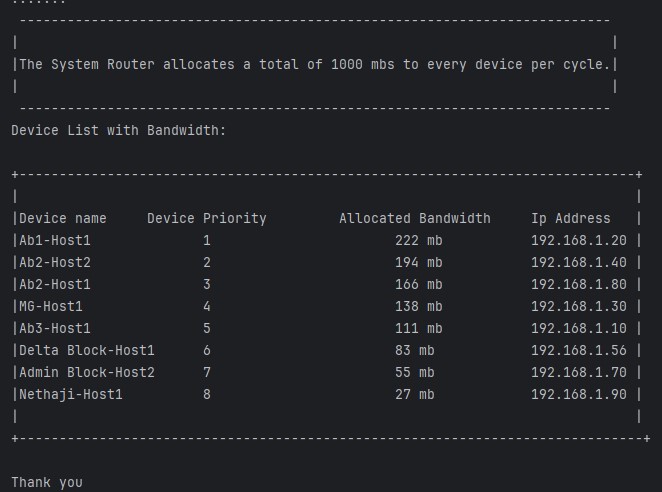 .......
-------------------------------------------------------------------------
| |
|The System Router allocates a total of 1000 mbs to every device per cycle.|
| |
-------------------------------------------------------------------------
Device List with Bandwidth:
+----------------------------------------------------------------------------+
| |
|Device name Device Priority Allocated Bandwidth Ip Address |
|Ab1-Host1 1 222 mb 192.168.1.20 |
|Ab2-Host2 2 194 mb 192.168.1.40 |
|Ab2-Host1 3 166 mb 192.168.1.80 |
|MG-Host1 4 138 mb 192.168.1.30 |
|Ab3-Host1 5 111 mb 192.168.1.10 |
|Delta Block-Host1 6 83 mb 192.168.1.56 |
|Admin Block-Host2 7 55 mb 192.168.1.70 |
|Nethaji-Host1 8 27 mb 192.168.1.90 |
| |
+-----------------------------------------------------------------------------+
Thank you